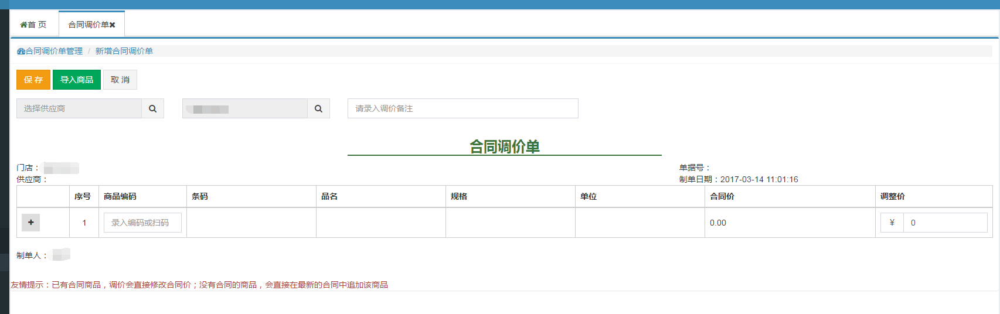 首 页 合同调价单
合同调价单管理 / 新增合同调价单
保 存 导入商品 取 消
选择供应商 请录入调价备注
合同调价单
门店： 单据号：
供应商： 制单日期：2017-03-14 11:01:16
序号 商品编码 条码 品名 规格 单位 合同价 调整价
+ 1 录入编码或扫码 0.00 ¥ 0
制单人：
友情提示：已有合同商品，调价会直接修改合同价；没有合同的商品，会直接在最新的合同中追加该商品